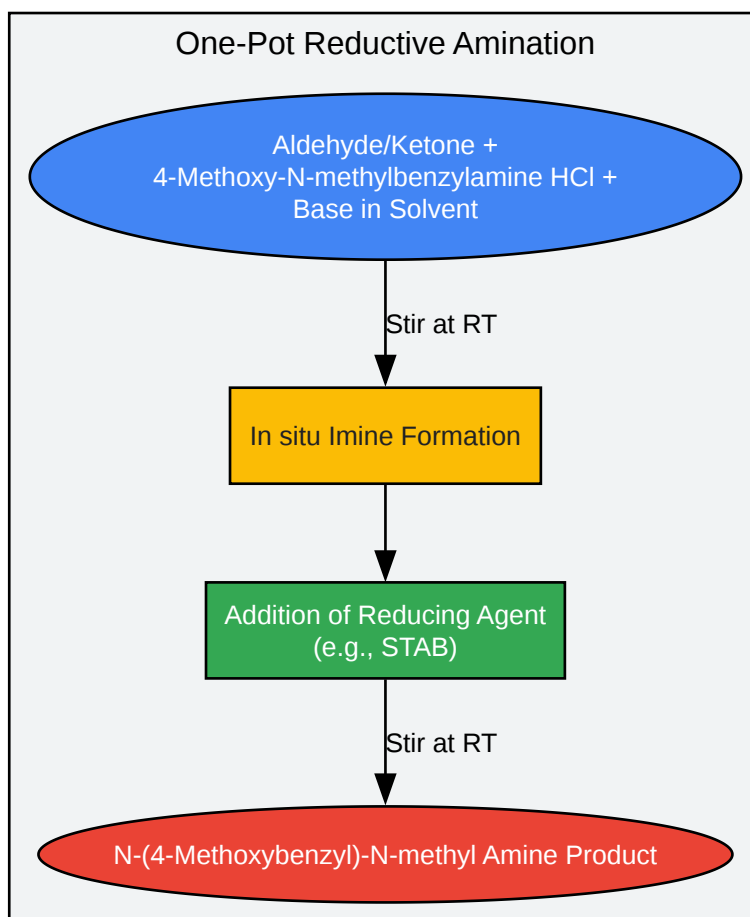 One-Pot Reductive Amination
Aldehyde/Ketone +
4-Methoxy-N-methylbenzylamine HCl +
Base in Solvent
Stir at RT
In situ Imine Formation
Addition of Reducing Agent
(e.g., STAB)
Stir at RT
N-(4-Methoxybenzyl)-N-methyl Amine Product